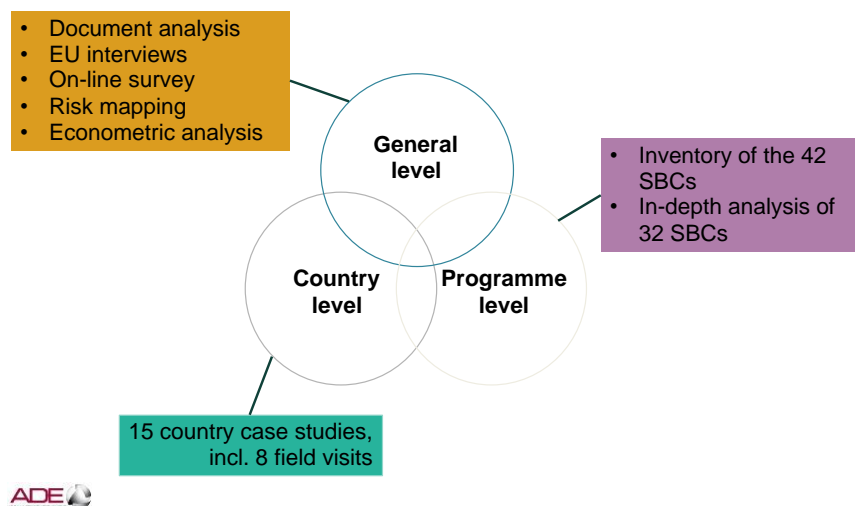 • Document analysis
• EU interviews
• On-line survey
• Risk mapping
• Econometric analysis
General
level
• Inventory of the 42
SBCs
• In-depth analysis of
32 SBCs
Country
level
Programme
level
15 country case studies,
incl. 8 field visits
ADE